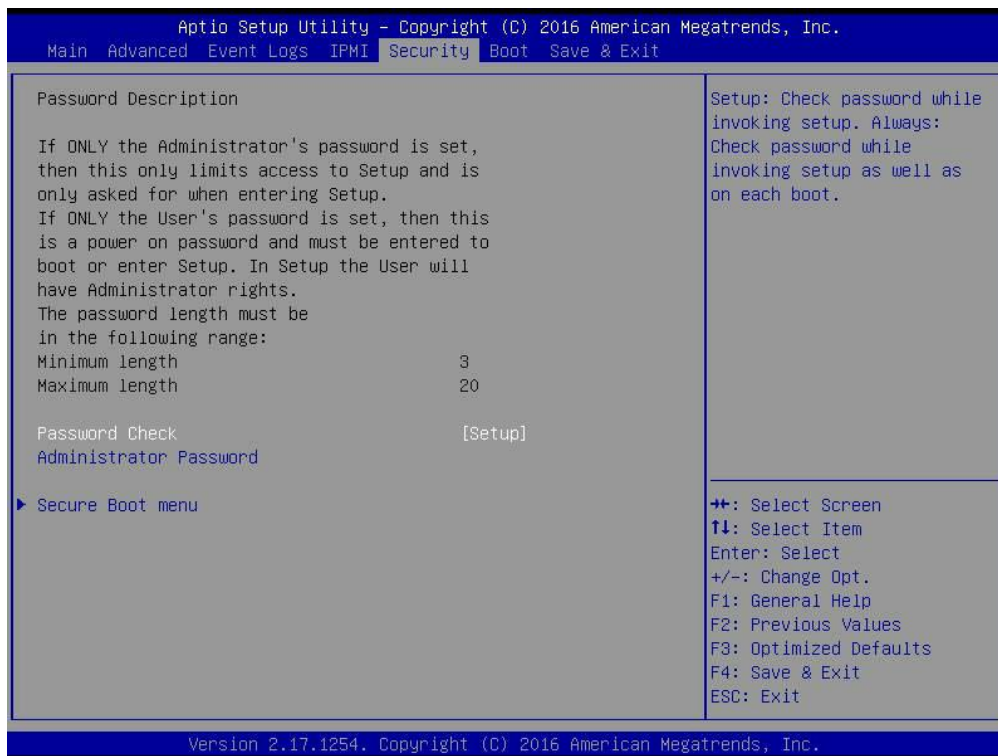 Aptio Setup Utility – Copyright (C) 2016 American Megatrends, Inc.
Main Advanced Event Logs IPMI Security Boot Save & Exit
Password Description
If ONLY the Administrator's password is set,
then this only limits access to Setup and is
only asked for when entering Setup.
If ONLY the User's password is set, then this
is a power on password and must be entered to
boot or enter Setup. In Setup the User will
have Administrator rights.
The password length must be
in the following range:
Minimum length 3
Maximum length 20
Password Check [Setup]
Administrator Password
► Secure Boot menu
Setup: Check password while
invoking setup. Always:
Check password while
invoking setup as well as
on each boot.
→←: Select Screen
↑↓: Select Item
Enter: Select
+/-: Change Opt.
F1: General Help
F2: Previous Values
F3: Optimized Defaults
F4: Save & Exit
ESC: Exit
Version 2.17.1254. Copyright (C) 2016 American Megatrends, Inc.